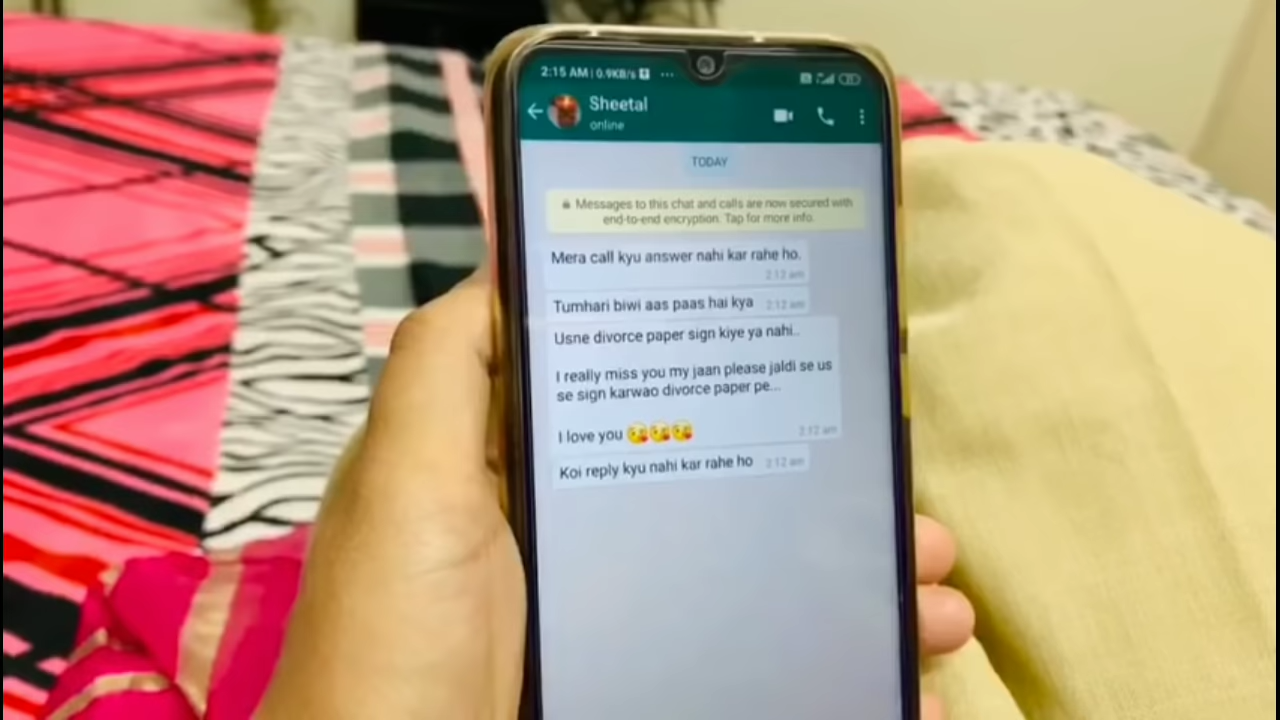 2:15 AM | 0.9KB/s ...
Sheetal
online
TODAY
Messages to this chat and calls are now secured with
end-to-end encryption. Tap for more info.
Mera call kyu answer nahi kar rahe ho.
2:12 am
Tumhari biwi aas paas hai kya 2:12 am
Usne divorce paper sign kiye ya nahi..
I really miss you my jaan please jaldi se us
se sign karwao divorce paper pe...
I love you 😘😘😘 2:12 am
Koi reply kyu nahi kar rahe ho 2:12 am